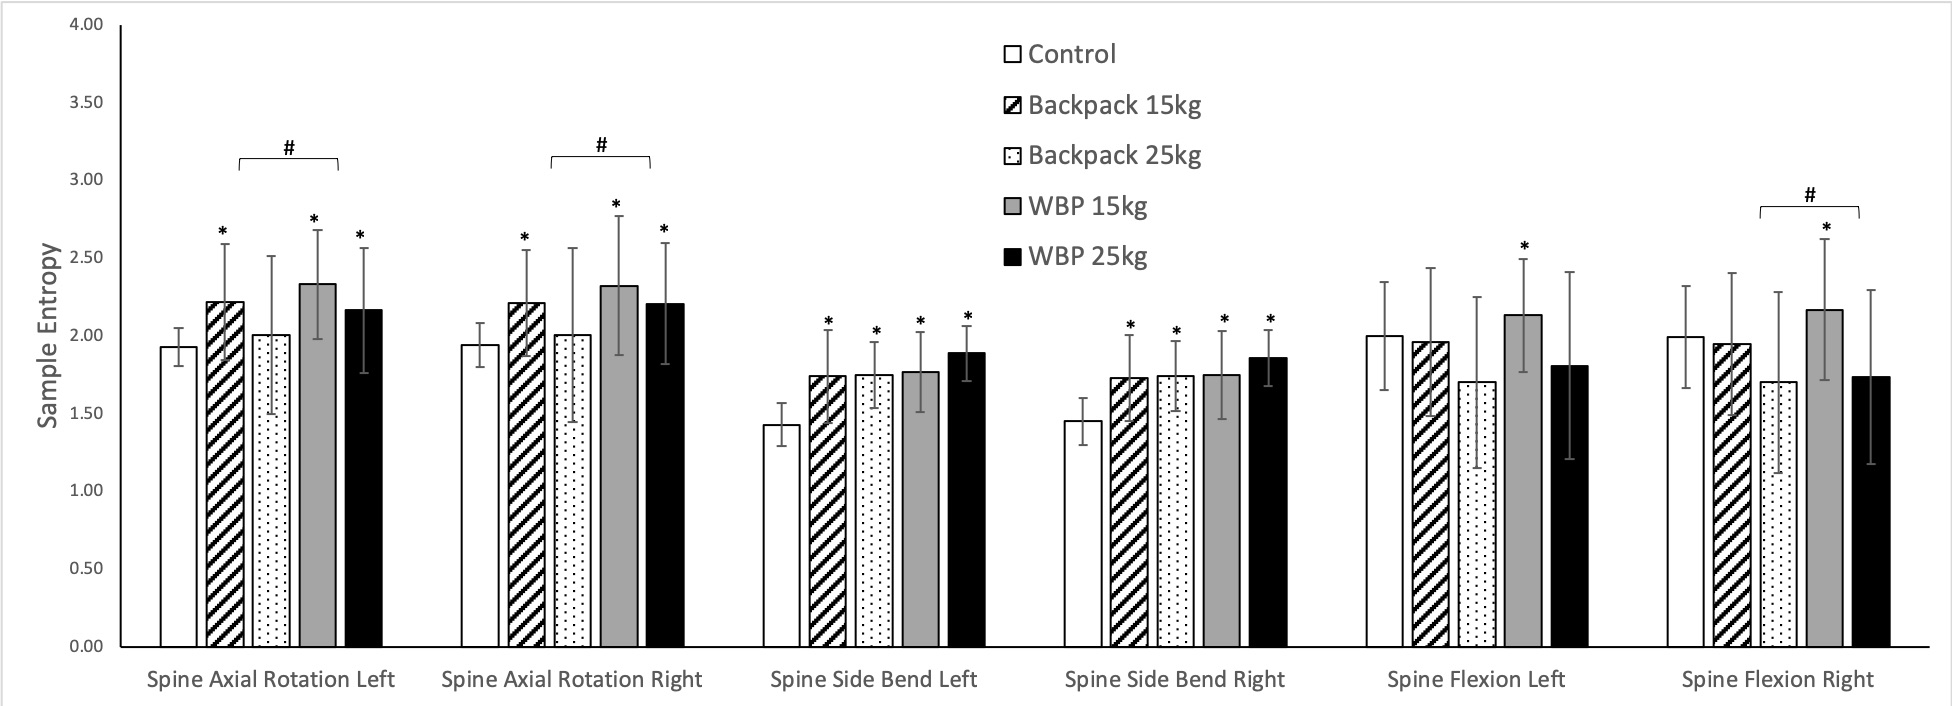 4.00
3.50
3.00
2.50
2.00
1.50
1.00
0.50
0.00
Sample Entropy
Control
Backpack 15kg
Backpack 25kg
WBP 15kg
WBP 25kg
#
* * *
#
* * *
* * * *
* * * *
*
#
*
Spine Axial Rotation Left
Spine Axial Rotation Right
Spine Side Bend Left
Spine Side Bend Right
Spine Flexion Left
Spine Flexion Right